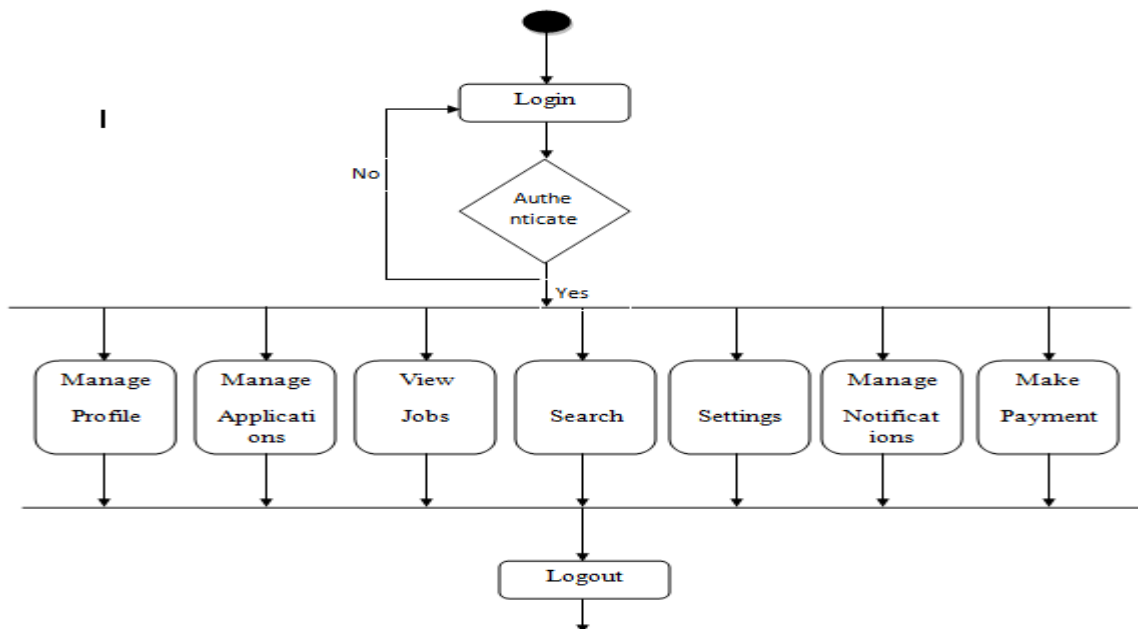 Login
I
No
Authe
nticate
Yes
Manage
Profile
Manage
Applicati
ons
View
Jobs
Search
Settings
Manage
Notificat
ions
Make
Payment
Logout